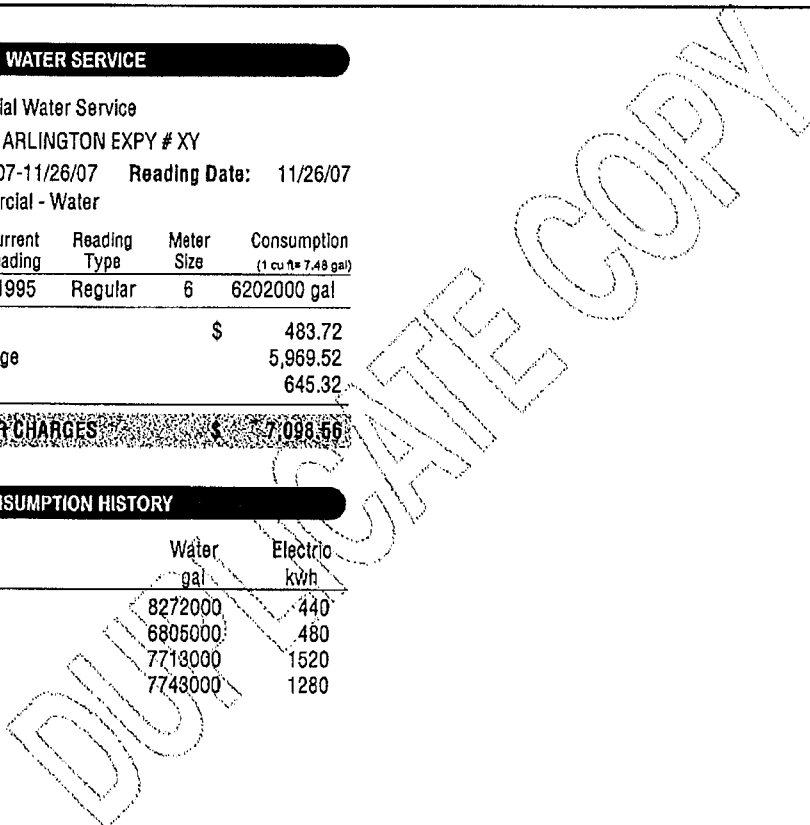 WATER SERVICE
ial Water Service
ARLINGTON EXPY # XY
07-11/26/07 Reading Date: 11/26/07
rcial - Water
urrent Reading Meter Consumption
ading Type Size (1 cu ft= 7.48 gal)
1995 Regular 6 6202000 gal
$ 483.72
ge 5,969.52
645.32
CHARGES $ 7,098.56
NSUMPTION HISTORY
Water Electric
gal kwh
8272000 440
6805000 480
7713000 1520
7743000 1280
DUPLICATE COPY